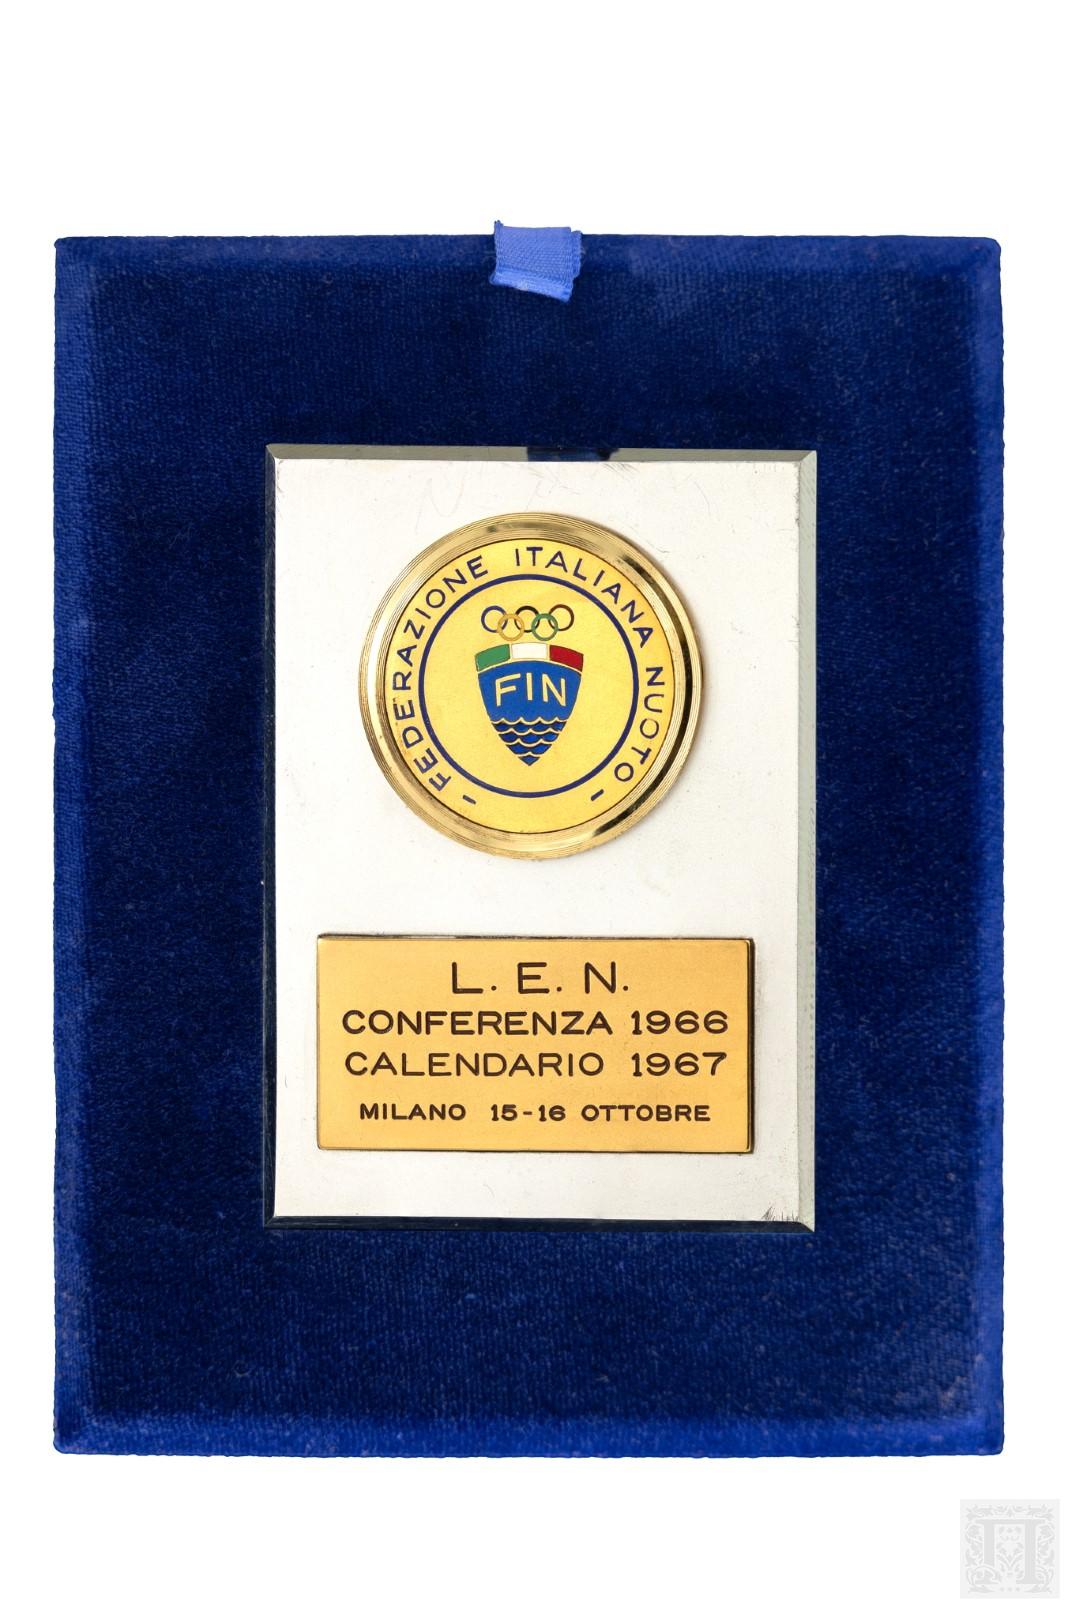 - FEDERAZIONE ITALIANA NUOTO -
FIN
L. E. N.
CONFERENZA 1966
CALENDARIO 1967
MILANO 15-16 OTTOBRE